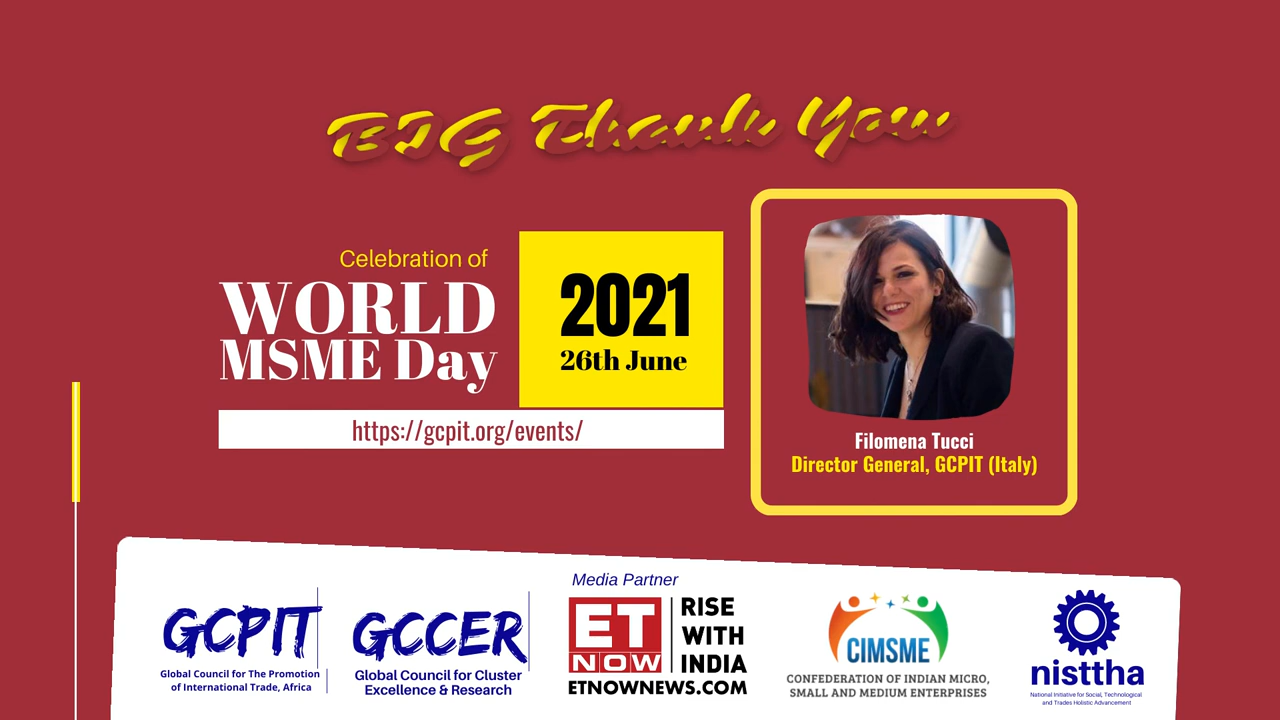 BIG Thank You
Celebration of
WORLD
MSME Day
2021
26th June
https://gcpit.org/events/
Filomena Tucci
Director General, GCPIT (Italy)
Media Partner
GCPIT
Global Council for The Promotion
of International Trade, Africa
GCCER
Global Council for Cluster
Excellence & Research
ET
NOW
RISE
WITH
INDIA
ETNOWNEWS.COM
CIMSME
CONFEDERATION OF INDIAN MICRO,
SMALL AND MEDIUM ENTERPRISES
nisttha
National Initiative for Social, Technological
and Trades Holistic Advancement